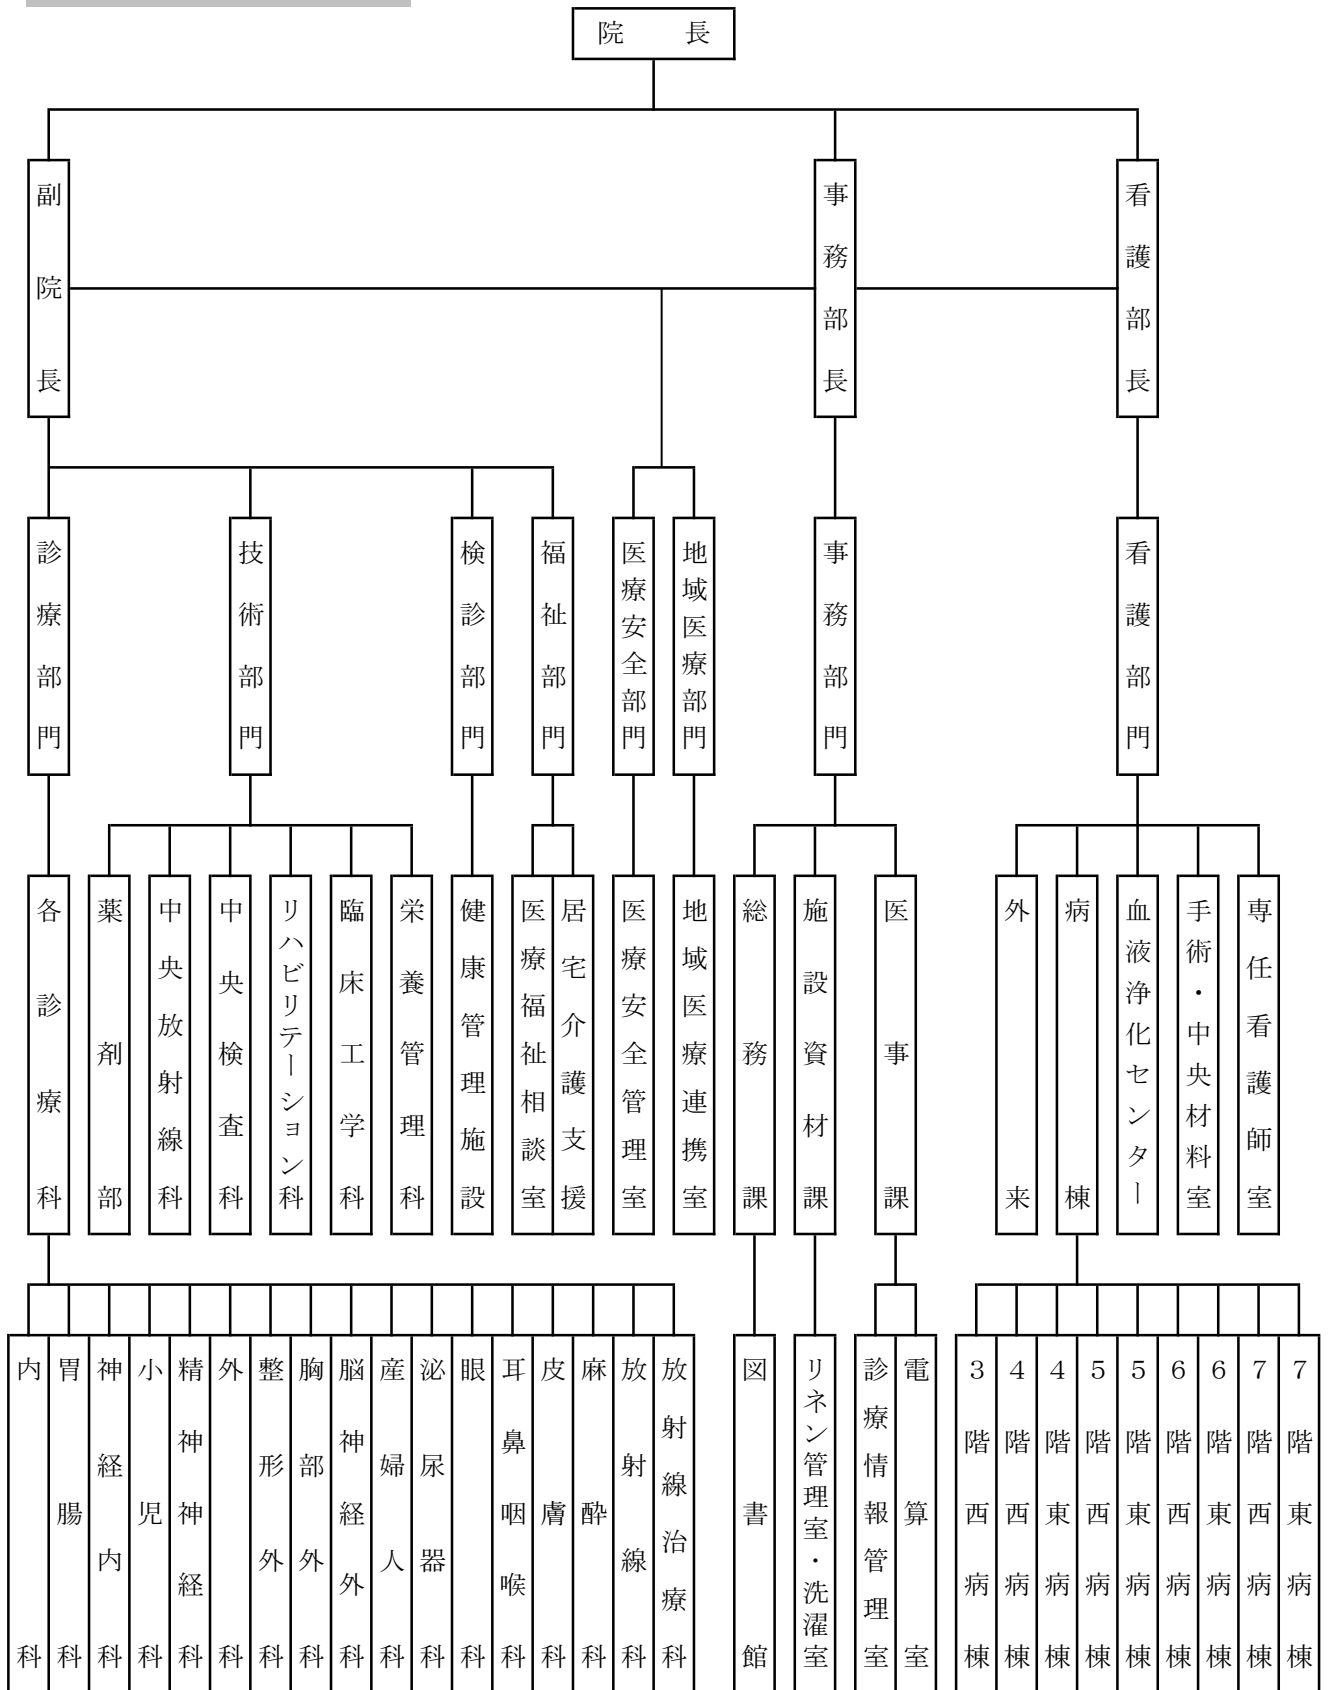 院長
副院長
事務部長
看護部長
診療部門
技術部門
検診部門
福祉部門
医療安全部門
地域医療部門
事務部門
看護部門
各診療科
薬剤部
中央放射線科
中央検査科
リハビリテーション科
臨床工学科
栄養管理科
健康管理施設
医療福祉相談室
居宅介護支援
医療安全管理室
地域医療連携室
総務課
施設資材課
医事課
外来
病棟
血液浄化センター
手術・中央材料室
専任看護師室
内科
胃腸科
神経内科
小児科
精神神経科
外科
整形外科
胸部外科
脳神経外科
産婦人科
泌尿器科
眼科
耳鼻咽喉科
皮膚科
麻酔科
放射線科
放射線治療科
図書館
リネン管理室・洗濯室
診療情報管理室
電算室
3階西病棟
4階西病棟
4階東病棟
5階西病棟
5階東病棟
6階西病棟
6階東病棟
7階西病棟
7階東病棟